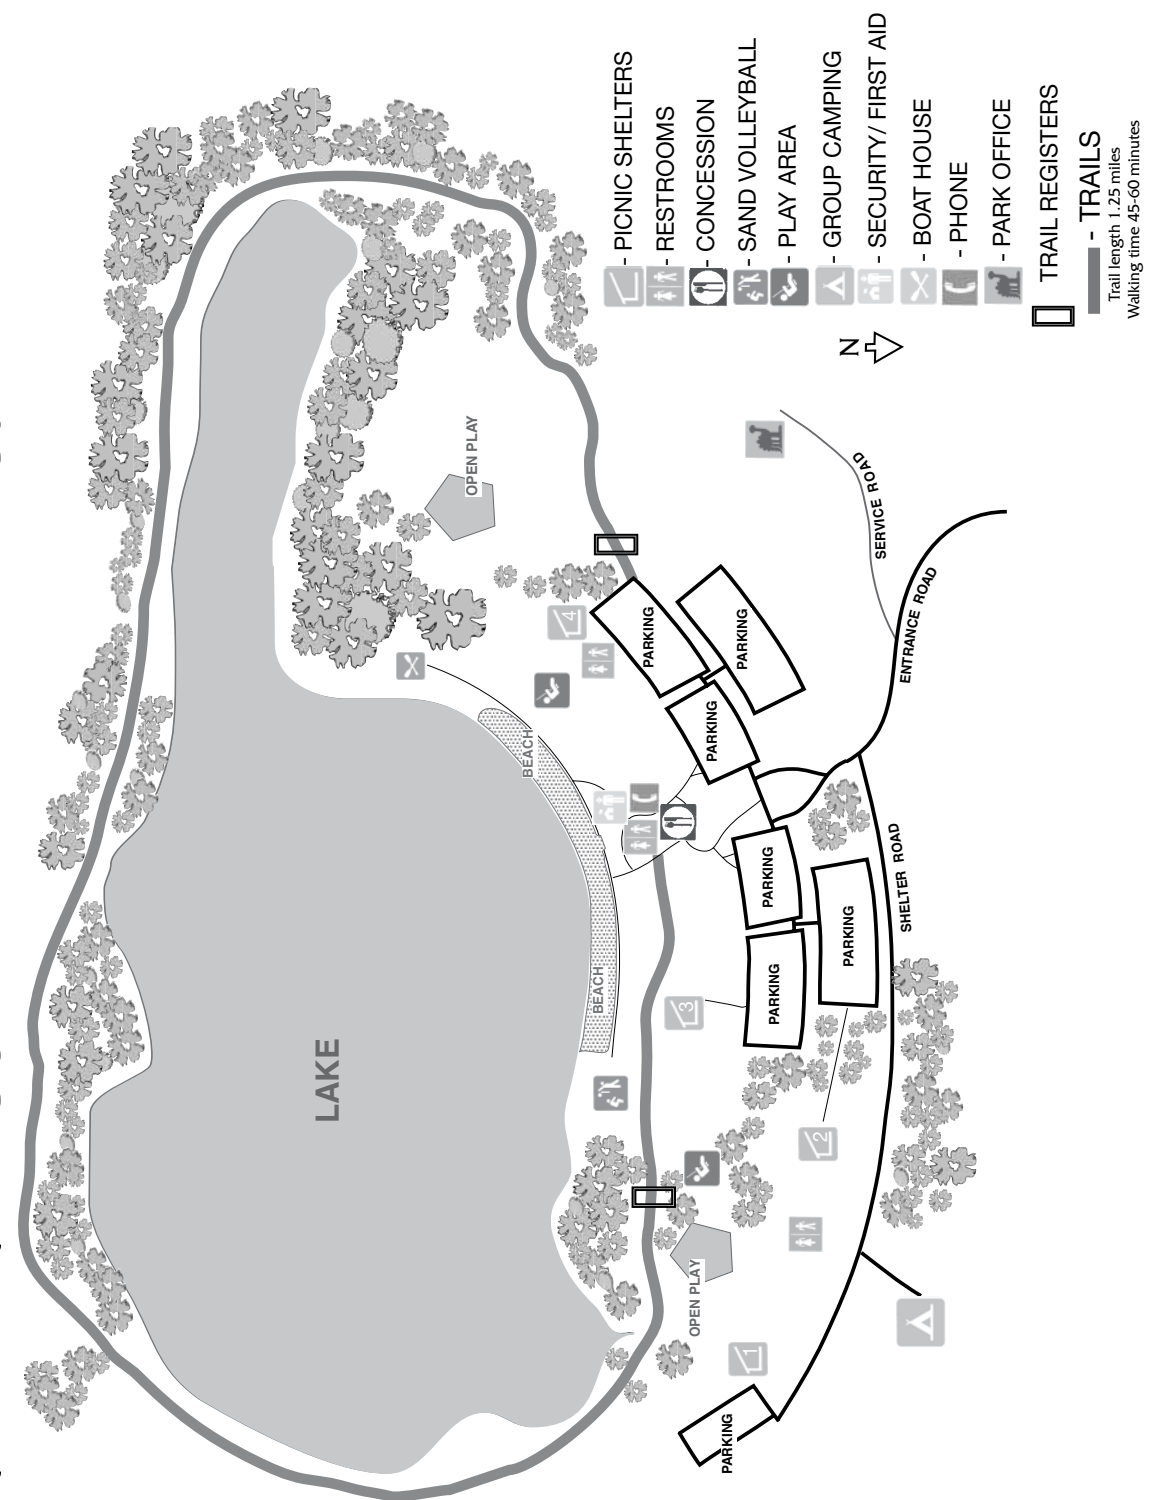 PICNIC SHELTERS
RESTROOMS
CONCESSION
SAND VOLLEYBALL
PLAY AREA
GROUP CAMPING
SECURITY/ FIRST AID
BOAT HOUSE
PHONE
PARK OFFICE
TRAIL REGISTERS
TRAILS
Trail length 1.25 miles
Walking time 45-60 minutes
N
OPEN PLAY
SERVICE ROAD
ENTRANCE ROAD
4
PARKING
PARKING
PARKING
BEACH
PARKING
PARKING
PARKING
SHELTER ROAD
BEACH
3
LAKE
2
OPEN PLAY
1
PARKING